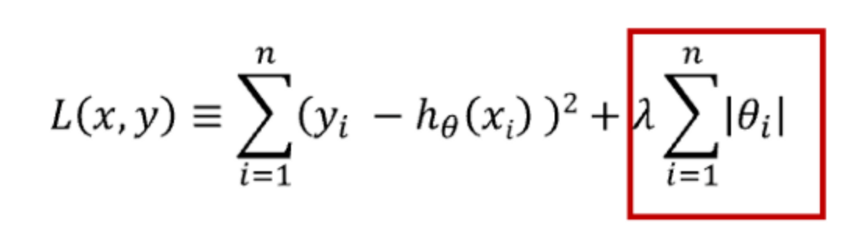 L(x, y) ≡ ∑_{i=1}^{n} (y_i − h_θ(x_i) )² + λ ∑_{i=1}^{n} |θ_i|